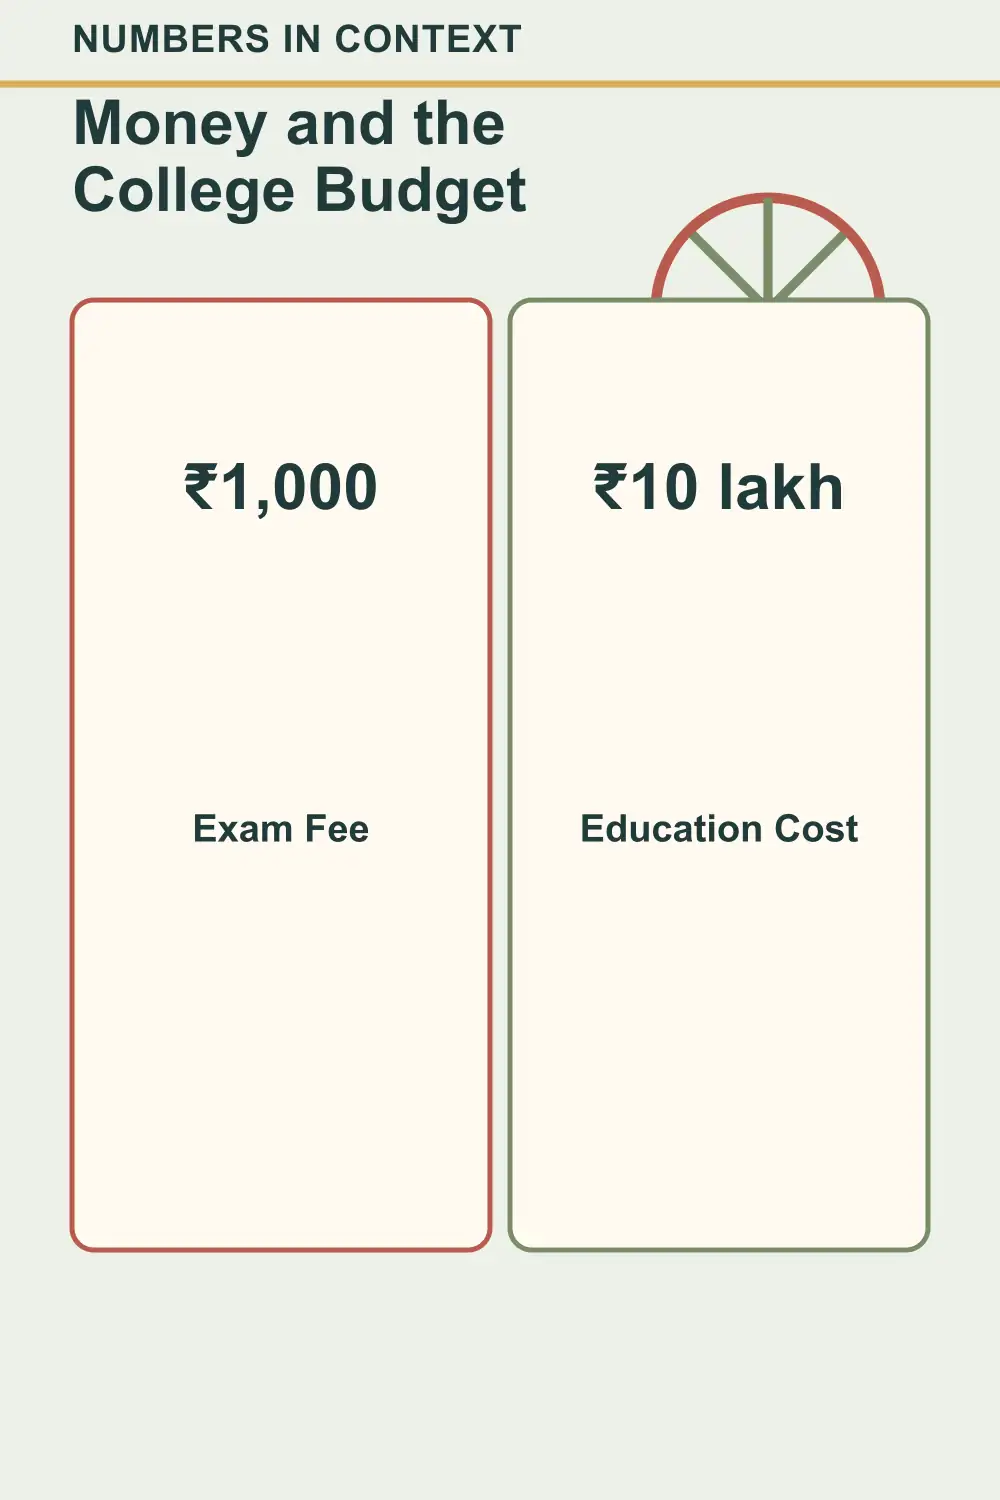 NUMBERS IN CONTEXT
Money and the
College Budget
₹1,000
Exam Fee
₹10 lakh
Education Cost